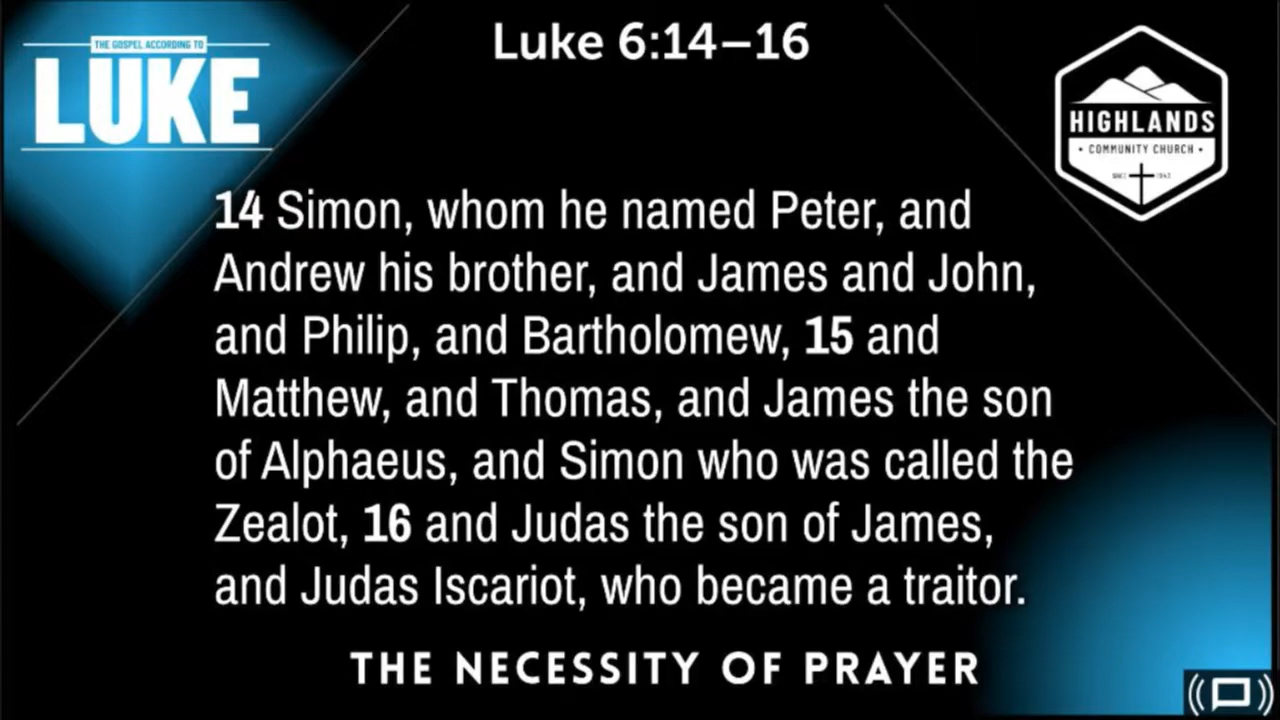 THE GOSPEL ACCORDING TO
LUKE
Luke 6:14–16
HIGHLANDS
• COMMUNITY CHURCH •
14 Simon, whom he named Peter, and
Andrew his brother, and James and John,
and Philip, and Bartholomew, 15 and
Matthew, and Thomas, and James the son
of Alphaeus, and Simon who was called the
Zealot, 16 and Judas the son of James,
and Judas Iscariot, who became a traitor.
THE NECESSITY OF PRAYER